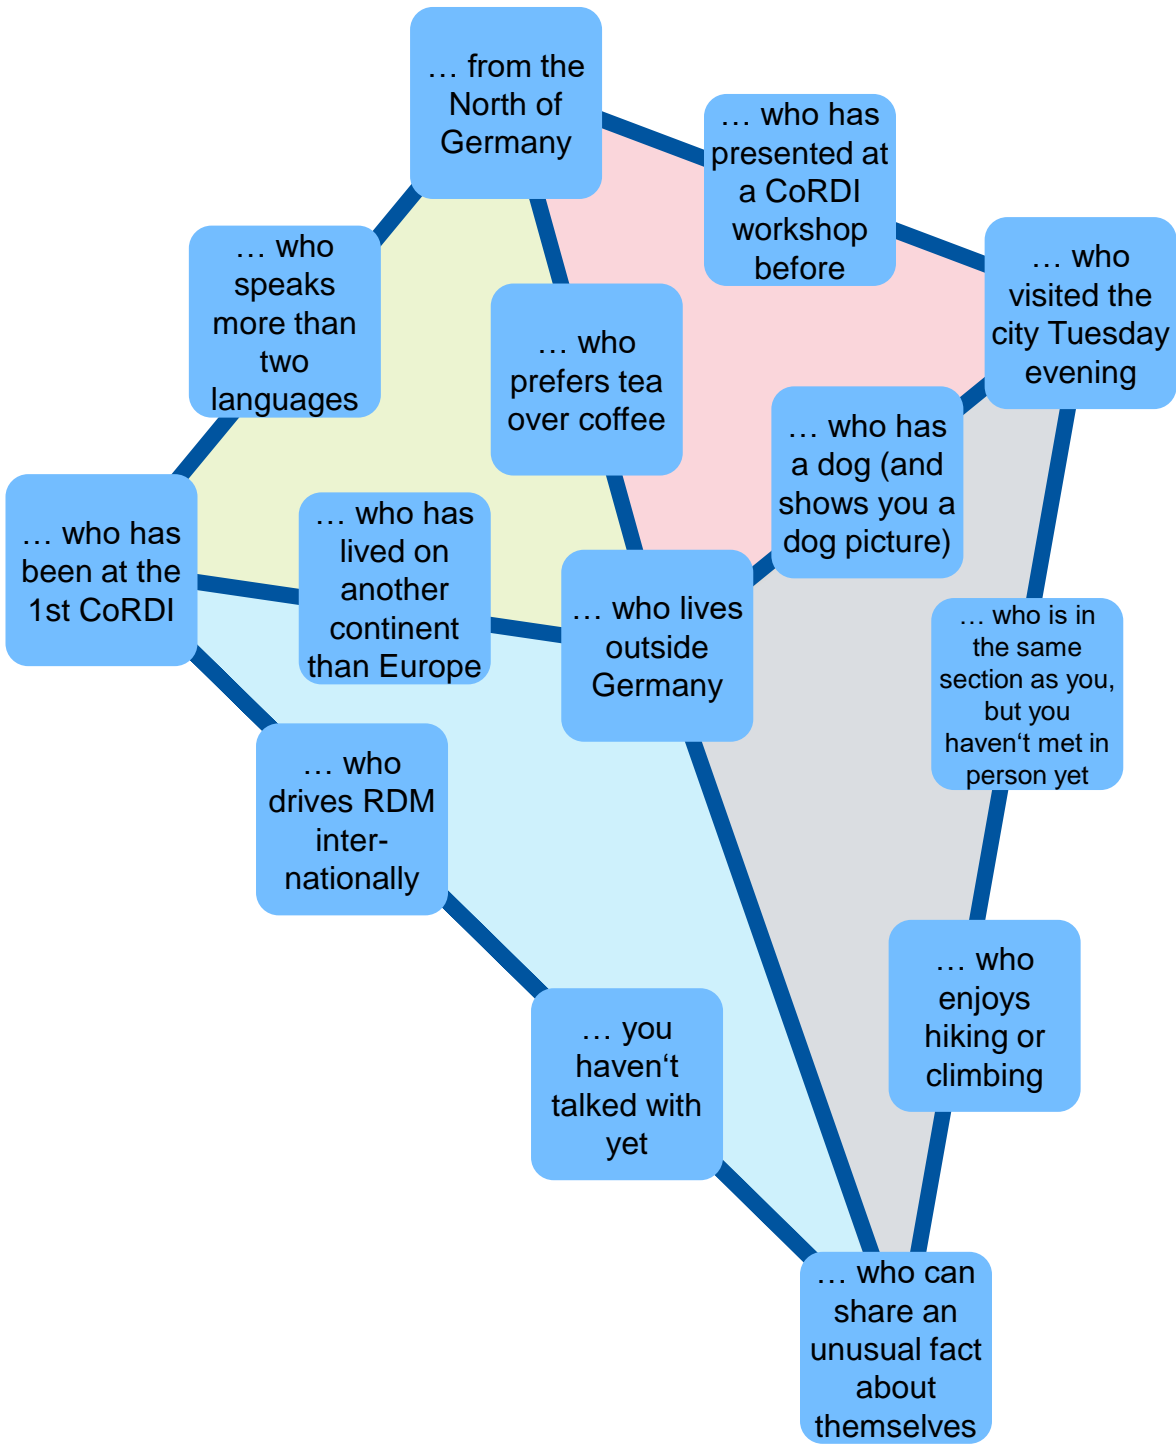 … from the
North of
Germany
… who has
presented at
a CoRDI
workshop
before
… who
speaks
more than
two
languages
… who
visited the
city Tuesday
evening
… who
prefers tea
over coffee
… who has
a dog (and
shows you a
dog picture)
… who has
been at the
1st CoRDI
… who has
lived on
another
continent
than Europe
… who lives
outside
Germany
… who is in
the same
section as you,
but you
haven‘t met in
person yet
… who
drives RDM
inter-
nationally
… who
enjoys
hiking or
climbing
… you
haven‘t
talked with
yet
… who can
share an
unusual fact
about
themselves